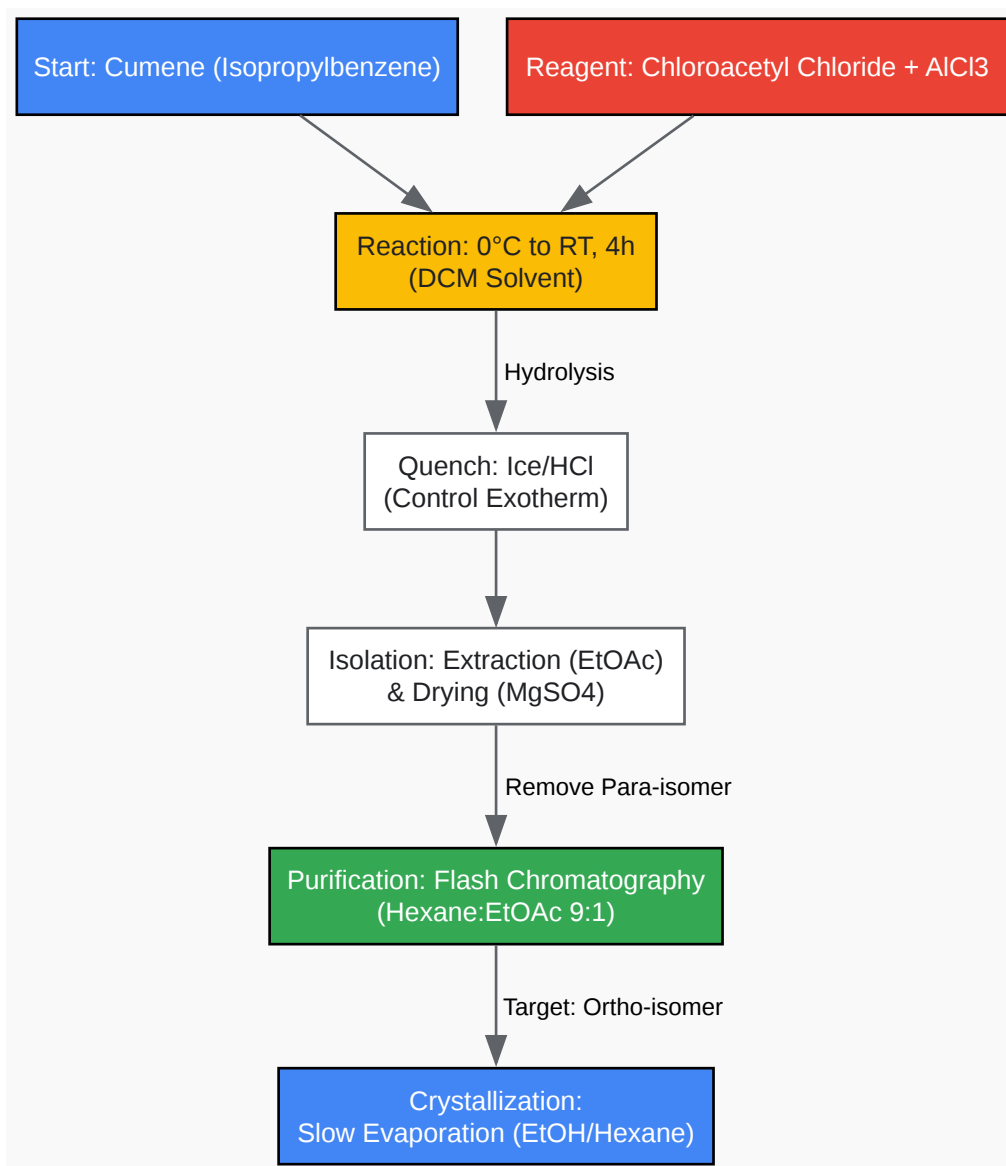 Start: Cumene (Isopropylbenzene)
Reagent: Chloroacetyl Chloride + AlCl3
Reaction: 0°C to RT, 4h
(DCM Solvent)
Hydrolysis
Quench: Ice/HCl
(Control Exotherm)
Isolation: Extraction (EtOAc)
& Drying (MgSO4)
Remove Para-isomer
Purification: Flash Chromatography
(Hexane:EtOAc 9:1)
Target: Ortho-isomer
Crystallization:
Slow Evaporation (EtOH/Hexane)